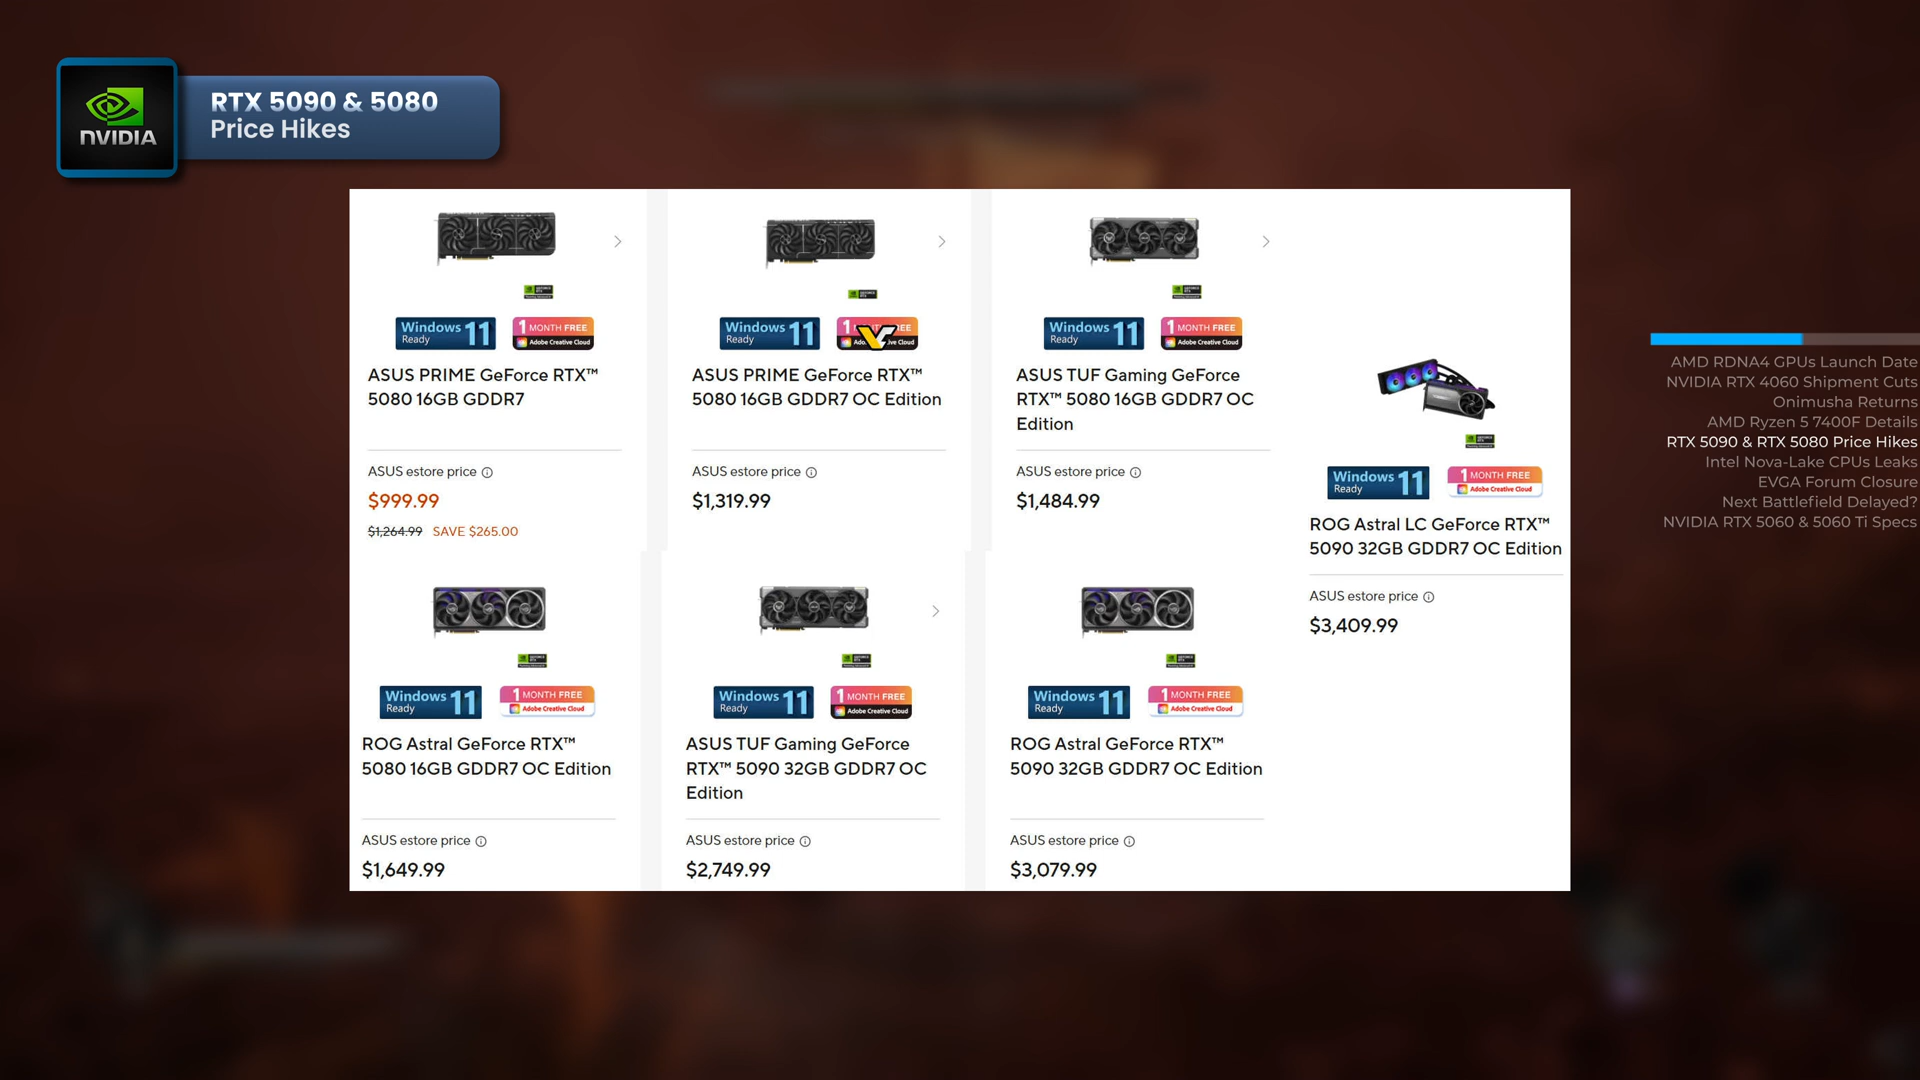 NVIDIA
RTX 5090 & 5080
Price Hikes
Windows 11
Ready
1 MONTH FREE
Adobe Creative Cloud
ASUS PRIME GeForce RTX™
5080 16GB GDDR7
ASUS estore price
$999.99
$1,264.99 SAVE $265.00
Windows 11
Ready
ASUS PRIME GeForce RTX™
5080 16GB GDDR7 OC Edition
ASUS estore price
$1,319.99
Windows 11
Ready
1 MONTH FREE
Adobe Creative Cloud
ASUS TUF Gaming GeForce
RTX™ 5080 16GB GDDR7 OC
Edition
ASUS estore price
$1,484.99
Windows 11
Ready
1 MONTH FREE
Adobe Creative Cloud
ROG Astral LC GeForce RTX™
5090 32GB GDDR7 OC Edition
ASUS estore price
$3,409.99
Windows 11
Ready
1 MONTH FREE
Adobe Creative Cloud
ROG Astral GeForce RTX™
5080 16GB GDDR7 OC Edition
ASUS estore price
$1,649.99
Windows 11
Ready
1 MONTH FREE
Adobe Creative Cloud
ASUS TUF Gaming GeForce
RTX™ 5090 32GB GDDR7 OC
Edition
ASUS estore price
$2,749.99
Windows 11
Ready
1 MONTH FREE
Adobe Creative Cloud
ROG Astral GeForce RTX™
5090 32GB GDDR7 OC Edition
ASUS estore price
$3,079.99
AMD RDNA4 GPUs Launch Date
NVIDIA RTX 4060 Shipment Cuts
Onimusha Returns
AMD Ryzen 5 7400F Details
RTX 5090 & RTX 5080 Price Hikes
Intel Nova-Lake CPUs Leaks
EVGA Forum Closure
Next Battlefield Delayed?
NVIDIA RTX 5060 & 5060 Ti Specs